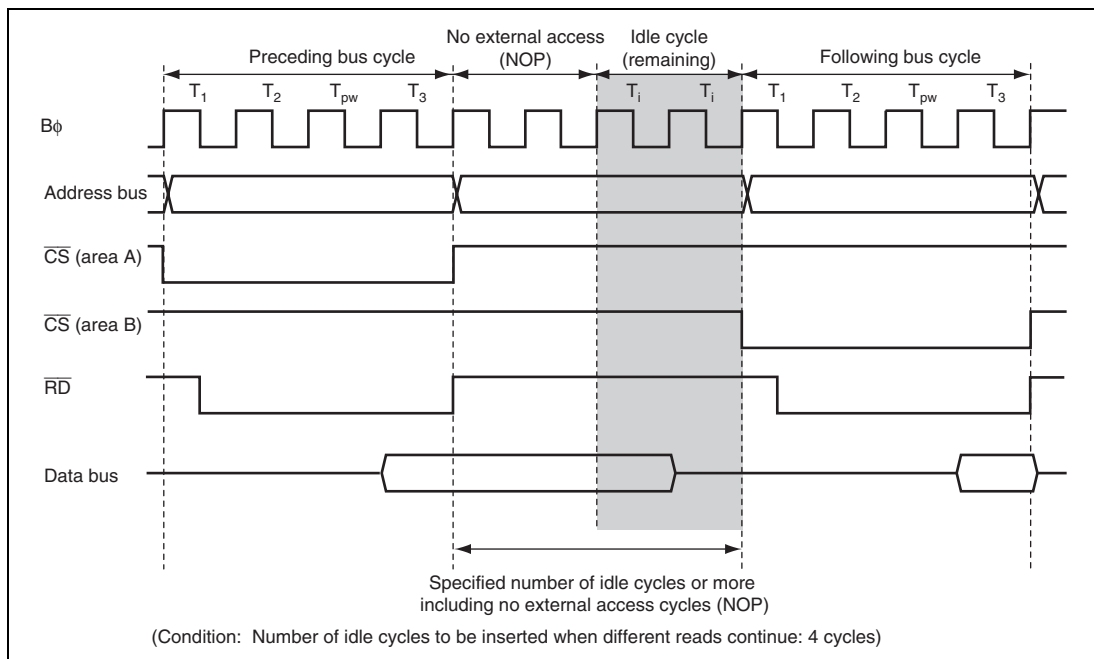 No external access (NOP)
Idle cycle (remaining)
Preceding bus cycle
Following bus cycle
T1 T2 Tpw T3 Ti Ti T1 T2 Tpw T3
Bϕ
Address bus
C̅S̅ (area A)
C̅S̅ (area B)
R̅D̅
Data bus
Specified number of idle cycles or more
including no external access cycles (NOP)
(Condition: Number of idle cycles to be inserted when different reads continue: 4 cycles)